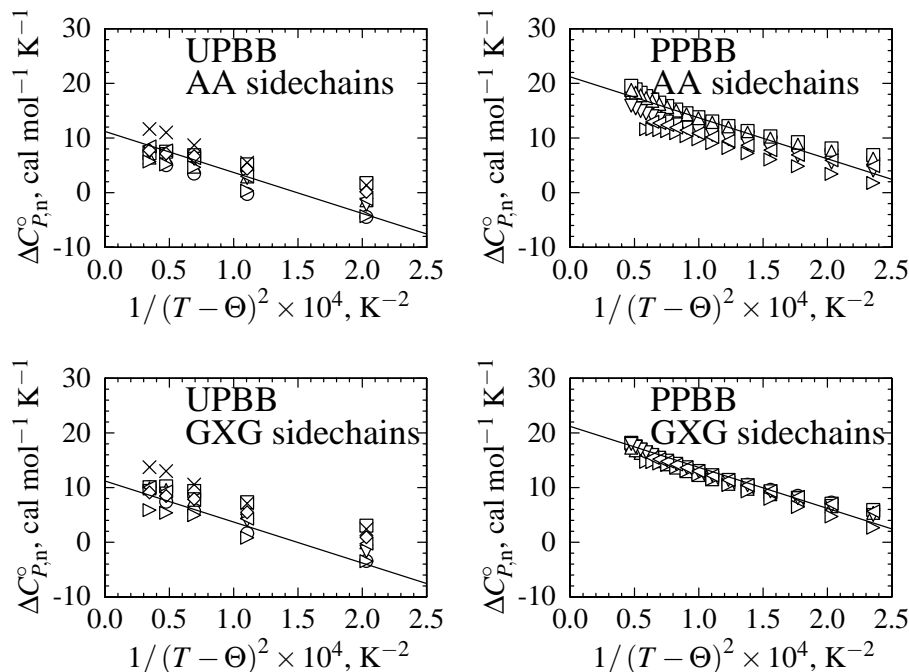 30
20
10
0
-10
ΔC°P,n, cal mol−1 K−1
UPBB
AA sidechains
0.0 0.5 1.0 1.5 2.0 2.5
1/(T − Θ)2 × 104, K−2
30
20
10
0
-10
ΔC°P,n, cal mol−1 K−1
PPBB
AA sidechains
0.0 0.5 1.0 1.5 2.0 2.5
1/(T − Θ)2 × 104, K−2
30
20
10
0
-10
ΔC°P,n, cal mol−1 K−1
UPBB
GXG sidechains
0.0 0.5 1.0 1.5 2.0 2.5
1/(T − Θ)2 × 104, K−2
30
20
10
0
-10
ΔC°P,n, cal mol−1 K−1
PPBB
GXG sidechains
0.0 0.5 1.0 1.5 2.0 2.5
1/(T − Θ)2 × 104, K−2